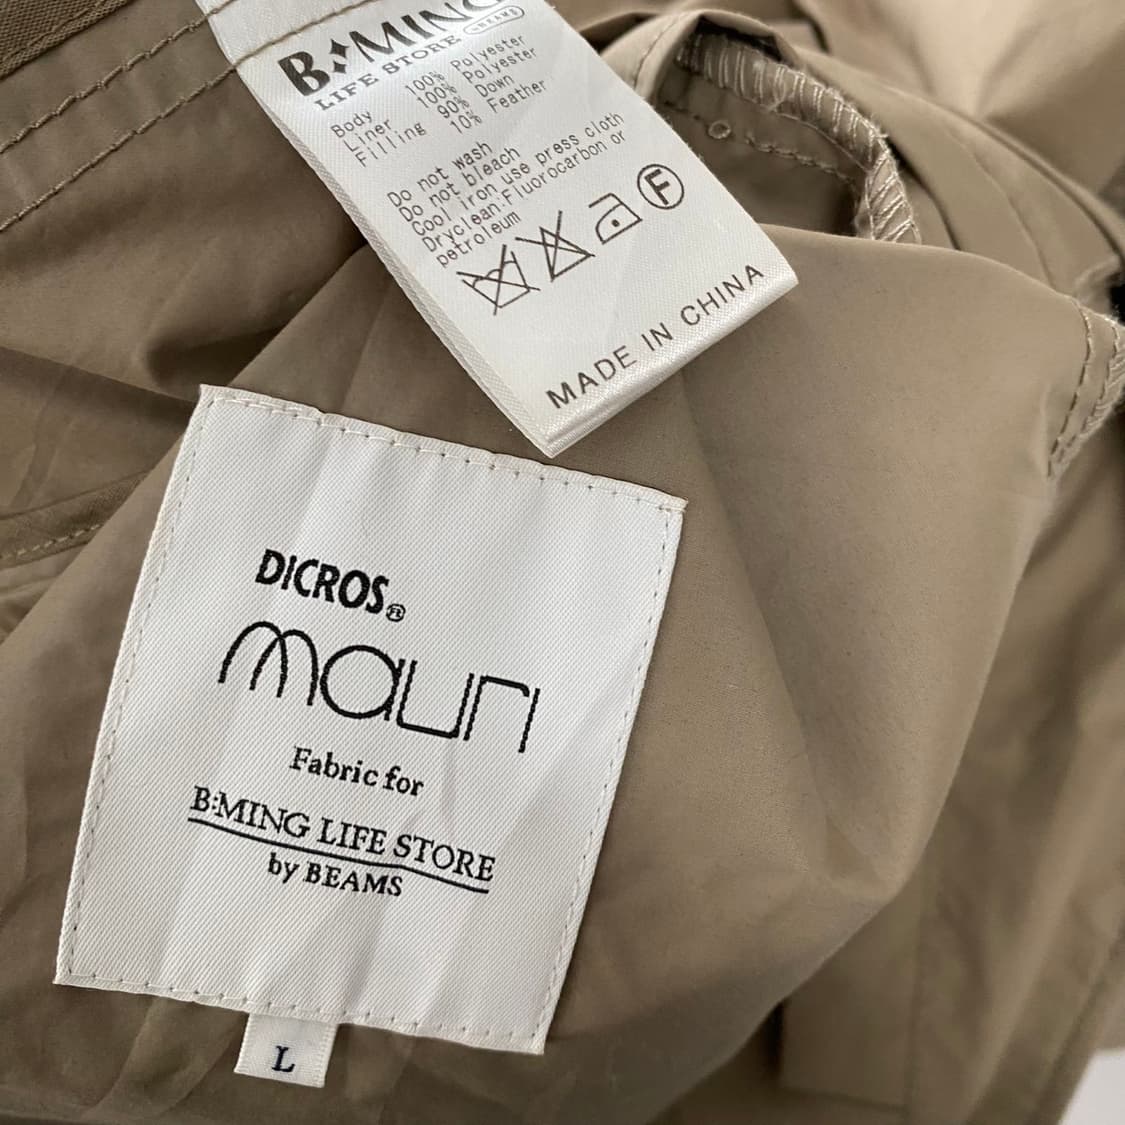 B:MING
by BEAMS
LIFE STORE
Body 100% Polyester
Liner 100% Polyester
Filling 90% Down
10% Feather
Do not wash
Do not bleach
Cool iron use press cloth
Dryclean-Fluorocarbon or
petroleum
F
MADE IN CHINA
DICROS®
mauri
Fabric for
B:MING LIFE STORE
by BEAMS
L